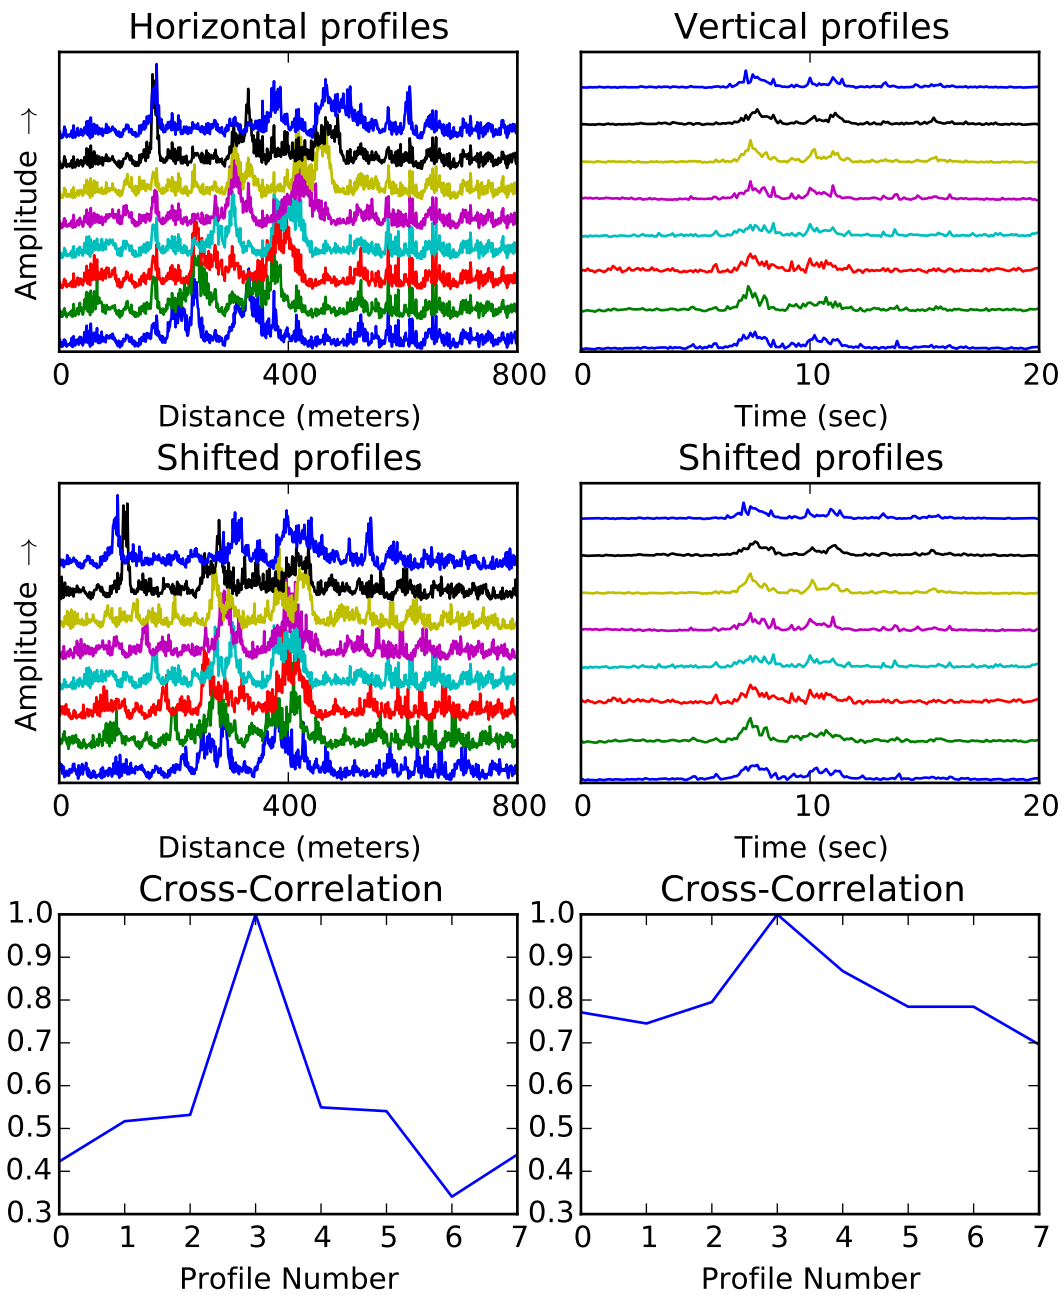 Horizontal profiles
Vertical profiles
Amplitude →
0 400 800
0 10 20
Distance (meters)
Time (sec)
Shifted profiles
Shifted profiles
Amplitude →
0 400 800
0 10 20
Distance (meters)
Time (sec)
Cross-Correlation
Cross-Correlation
1.0
0.9
0.8
0.7
0.6
0.5
0.4
0.3
0 1 2 3 4 5 6 7
Profile Number
1.0
0.9
0.8
0.7
0.6
0.5
0.4
0.3
0 1 2 3 4 5 6 7
Profile Number